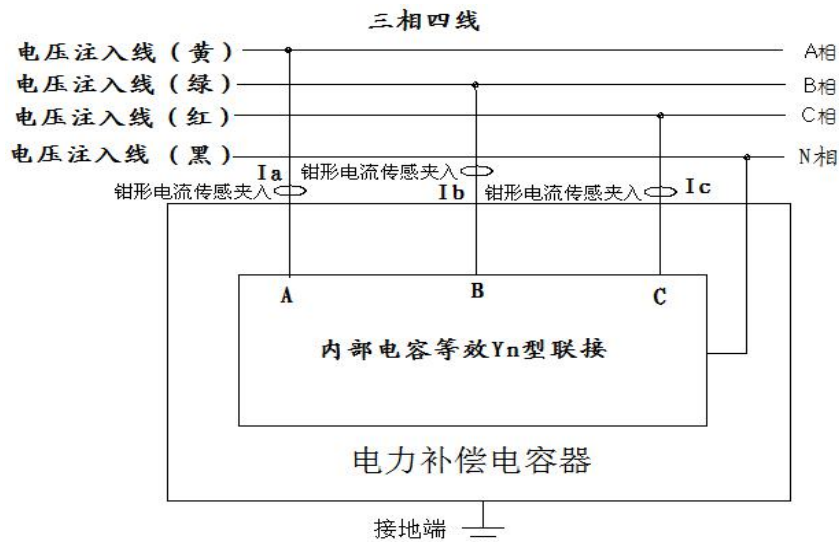 三相四线
电压注入线（黄）
A相
电压注入线（绿）
B相
电压注入线（红）
C相
电压注入线（黑）
N相
Ia
钳形电流传感夹入
钳形电流传感夹入
Ib
钳形电流传感夹入
Ic
A
B
C
内部电容等效Yn型联接
电力补偿电容器
接地端